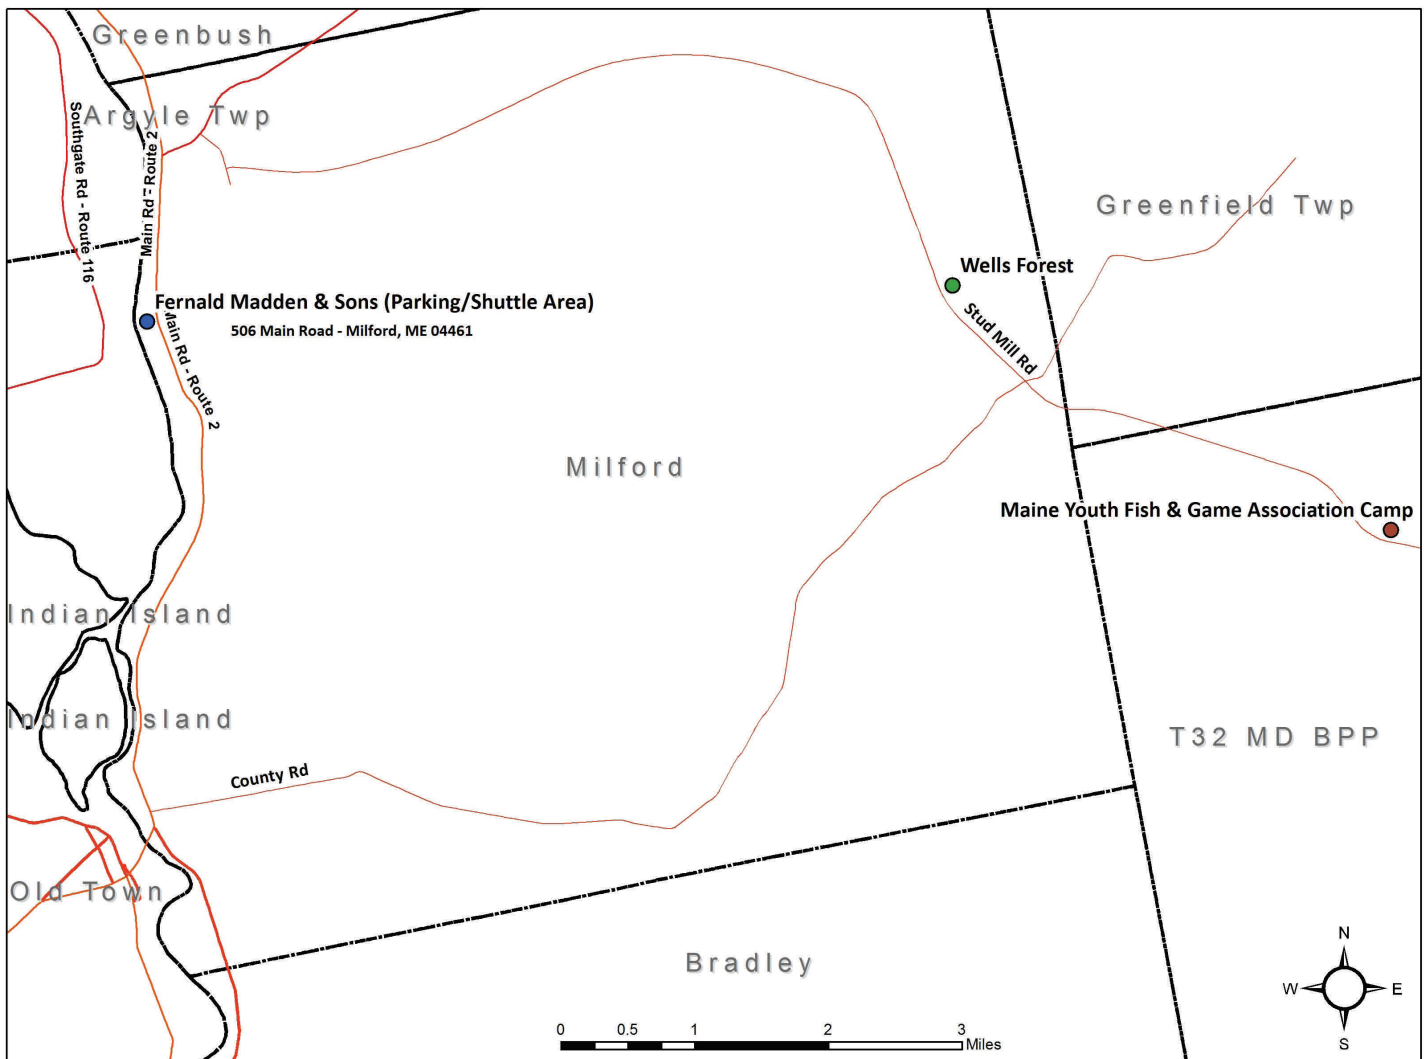 Greenbush
Argyle Twp
Southgate Rd - Route 116
Main Rd - Route 2
Greenfield Twp
Wells Forest
Fernald Madden & Sons (Parking/Shuttle Area)
506 Main Road - Milford, ME 04461
Main Rd - Route 2
Stud Mill Rd
Milford
Maine Youth Fish & Game Association Camp
Indian Island
Indian Island
T32 MD BPP
County Rd
Old Town
Bradley
N
W E
S
0 0.5 1 2 3
Miles